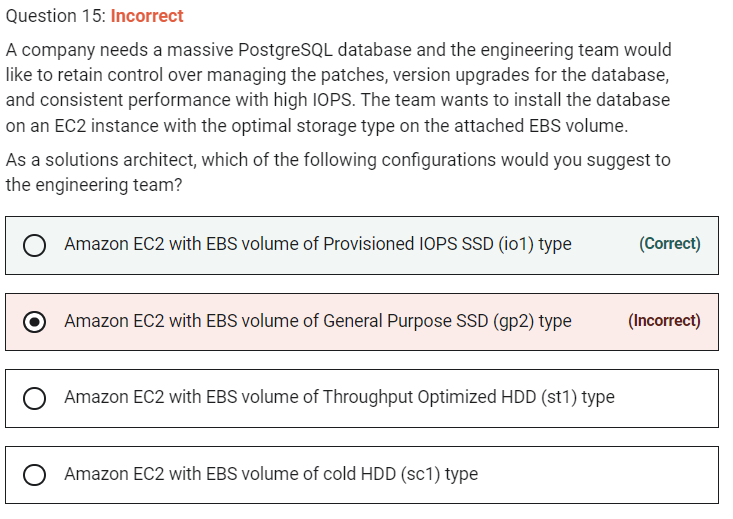 Question 15: Incorrect
A company needs a massive PostgreSQL database and the engineering team would
like to retain control over managing the patches, version upgrades for the database,
and consistent performance with high IOPS. The team wants to install the database
on an EC2 instance with the optimal storage type on the attached EBS volume.
As a solutions architect, which of the following configurations would you suggest to
the engineering team?
Amazon EC2 with EBS volume of Provisioned IOPS SSD (io1) type (Correct)
Amazon EC2 with EBS volume of General Purpose SSD (gp2) type (Incorrect)
Amazon EC2 with EBS volume of Throughput Optimized HDD (st1) type
Amazon EC2 with EBS volume of cold HDD (sc1) type